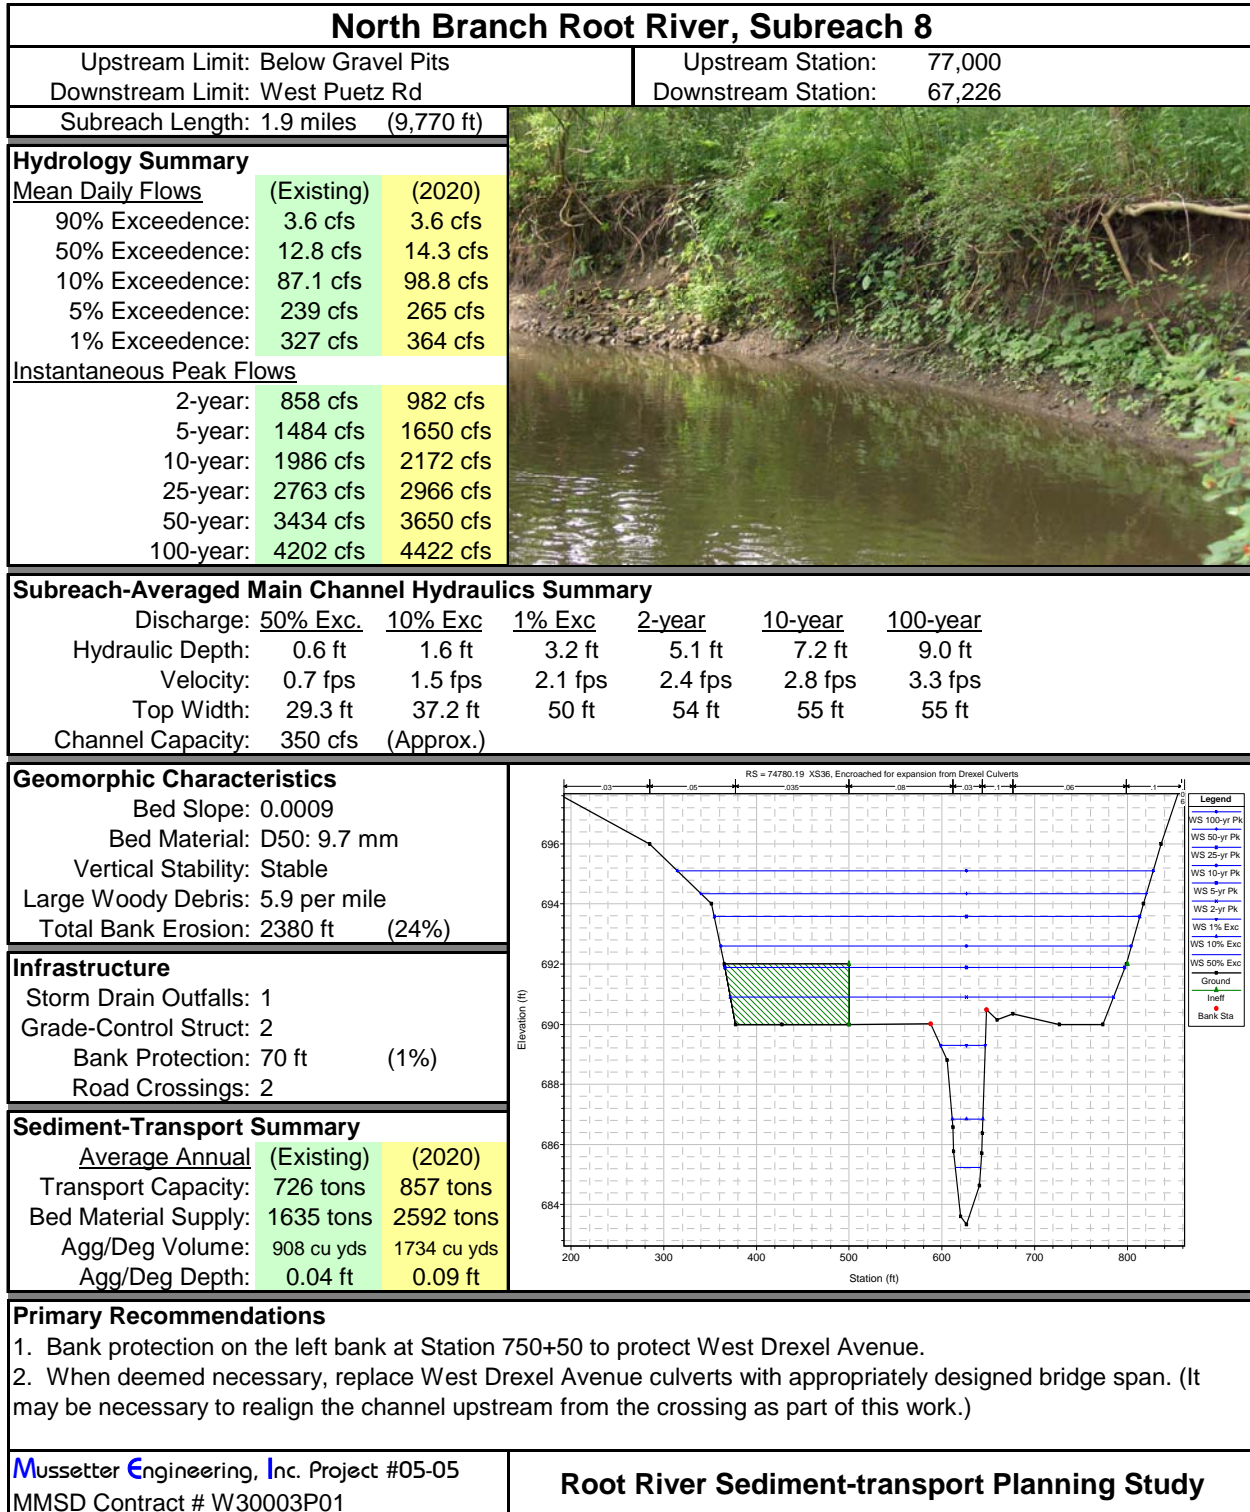 North Branch Root River, Subreach 8
Upstream Limit: Below Gravel Pits Upstream Station: 77,000
Downstream Limit: West Puetz Rd Downstream Station: 67,226
Subreach Length: 1.9 miles (9,770 ft)
Hydrology Summary
Mean Daily Flows (Existing) (2020)
90% Exceedence: 3.6 cfs 3.6 cfs
50% Exceedence: 12.8 cfs 14.3 cfs
10% Exceedence: 87.1 cfs 98.8 cfs
5% Exceedence: 239 cfs 265 cfs
1% Exceedence: 327 cfs 364 cfs
Instantaneous Peak Flows
2-year: 858 cfs 982 cfs
5-year: 1484 cfs 1650 cfs
10-year: 1986 cfs 2172 cfs
25-year: 2763 cfs 2966 cfs
50-year: 3434 cfs 3650 cfs
100-year: 4202 cfs 4422 cfs
Subreach-Averaged Main Channel Hydraulics Summary
Discharge: 50% Exc. 10% Exc 1% Exc 2-year 10-year 100-year
Hydraulic Depth: 0.6 ft 1.6 ft 3.2 ft 5.1 ft 7.2 ft 9.0 ft
Velocity: 0.7 fps 1.5 fps 2.1 fps 2.4 fps 2.8 fps 3.3 fps
Top Width: 29.3 ft 37.2 ft 50 ft 54 ft 55 ft 55 ft
Channel Capacity: 350 cfs (Approx.)
Geomorphic Characteristics
Bed Slope: 0.0009
Bed Material: D50: 9.7 mm
Vertical Stability: Stable
Large Woody Debris: 5.9 per mile
Total Bank Erosion: 2380 ft (24%)
Infrastructure
Storm Drain Outfalls: 1
Grade-Control Struct: 2
Bank Protection: 70 ft (1%)
Road Crossings: 2
Sediment-Transport Summary
Average Annual (Existing) (2020)
Transport Capacity: 726 tons 857 tons
Bed Material Supply: 1635 tons 2592 tons
Agg/Deg Volume: 908 cu yds 1734 cu yds
Agg/Deg Depth: 0.04 ft 0.09 ft
RS = 74780.19 XS36, Encroached for expansion from Drexel Culverts
.03 .05 .035 .08 .03 .1 .06 .1
696
694
692
690
688
686
684
Elevation (ft)
200 300 400 500 600 700 800
Station (ft)
Legend
WS 100-yr Pk
WS 50-yr Pk
WS 25-yr Pk
WS 10-yr Pk
WS 5-yr Pk
WS 2-yr Pk
WS 1% Exc
WS 10% Exc
WS 50% Exc
Ground
Ineff
Bank Sta
Primary Recommendations
1. Bank protection on the left bank at Station 750+50 to protect West Drexel Avenue.
2. When deemed necessary, replace West Drexel Avenue culverts with appropriately designed bridge span. (It
may be necessary to realign the channel upstream from the crossing as part of this work.)
Mussetter Engineering, Inc. Project #05-05
MMSD Contract # W30003P01
Root River Sediment-transport Planning Study